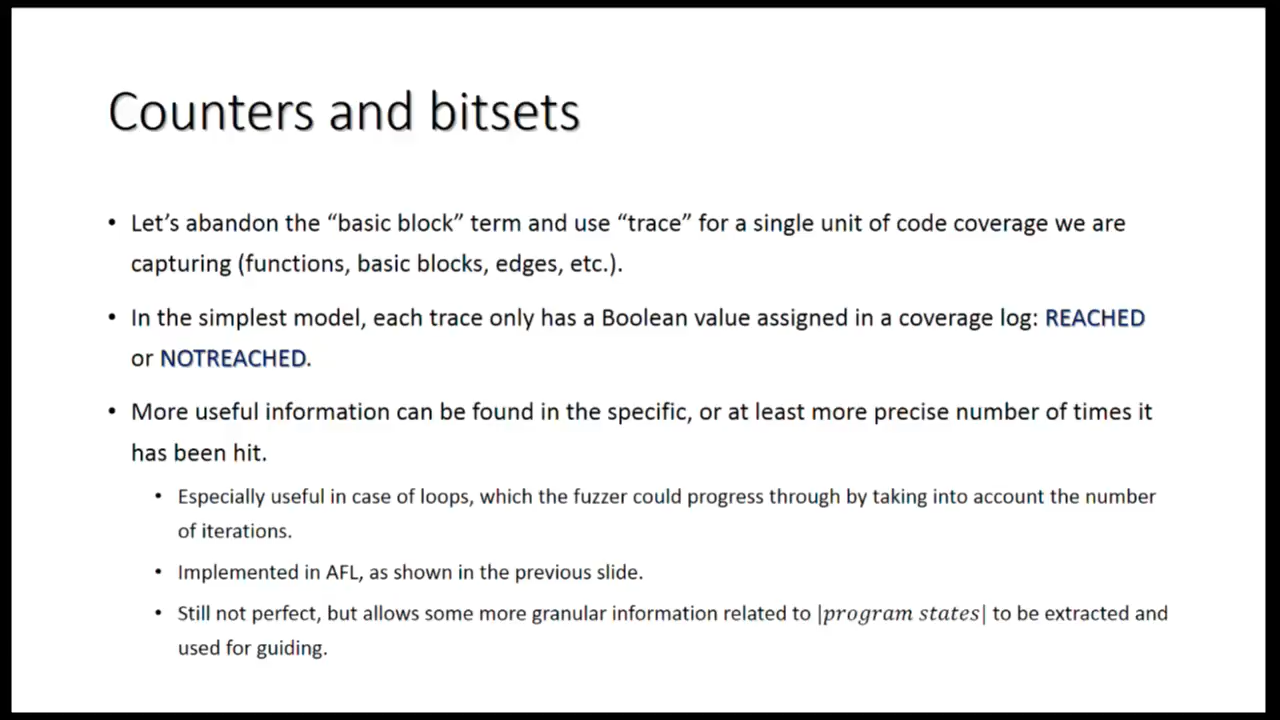 Counters and bitsets
• Let’s abandon the “basic block” term and use “trace” for a single unit of code coverage we are
capturing (functions, basic blocks, edges, etc.).
• In the simplest model, each trace only has a Boolean value assigned in a coverage log: REACHED
or NOTREACHED.
• More useful information can be found in the specific, or at least more precise number of times it
has been hit.
• Especially useful in case of loops, which the fuzzer could progress through by taking into account the number
of iterations.
• Implemented in AFL, as shown in the previous slide.
• Still not perfect, but allows some more granular information related to |program states| to be extracted and
used for guiding.